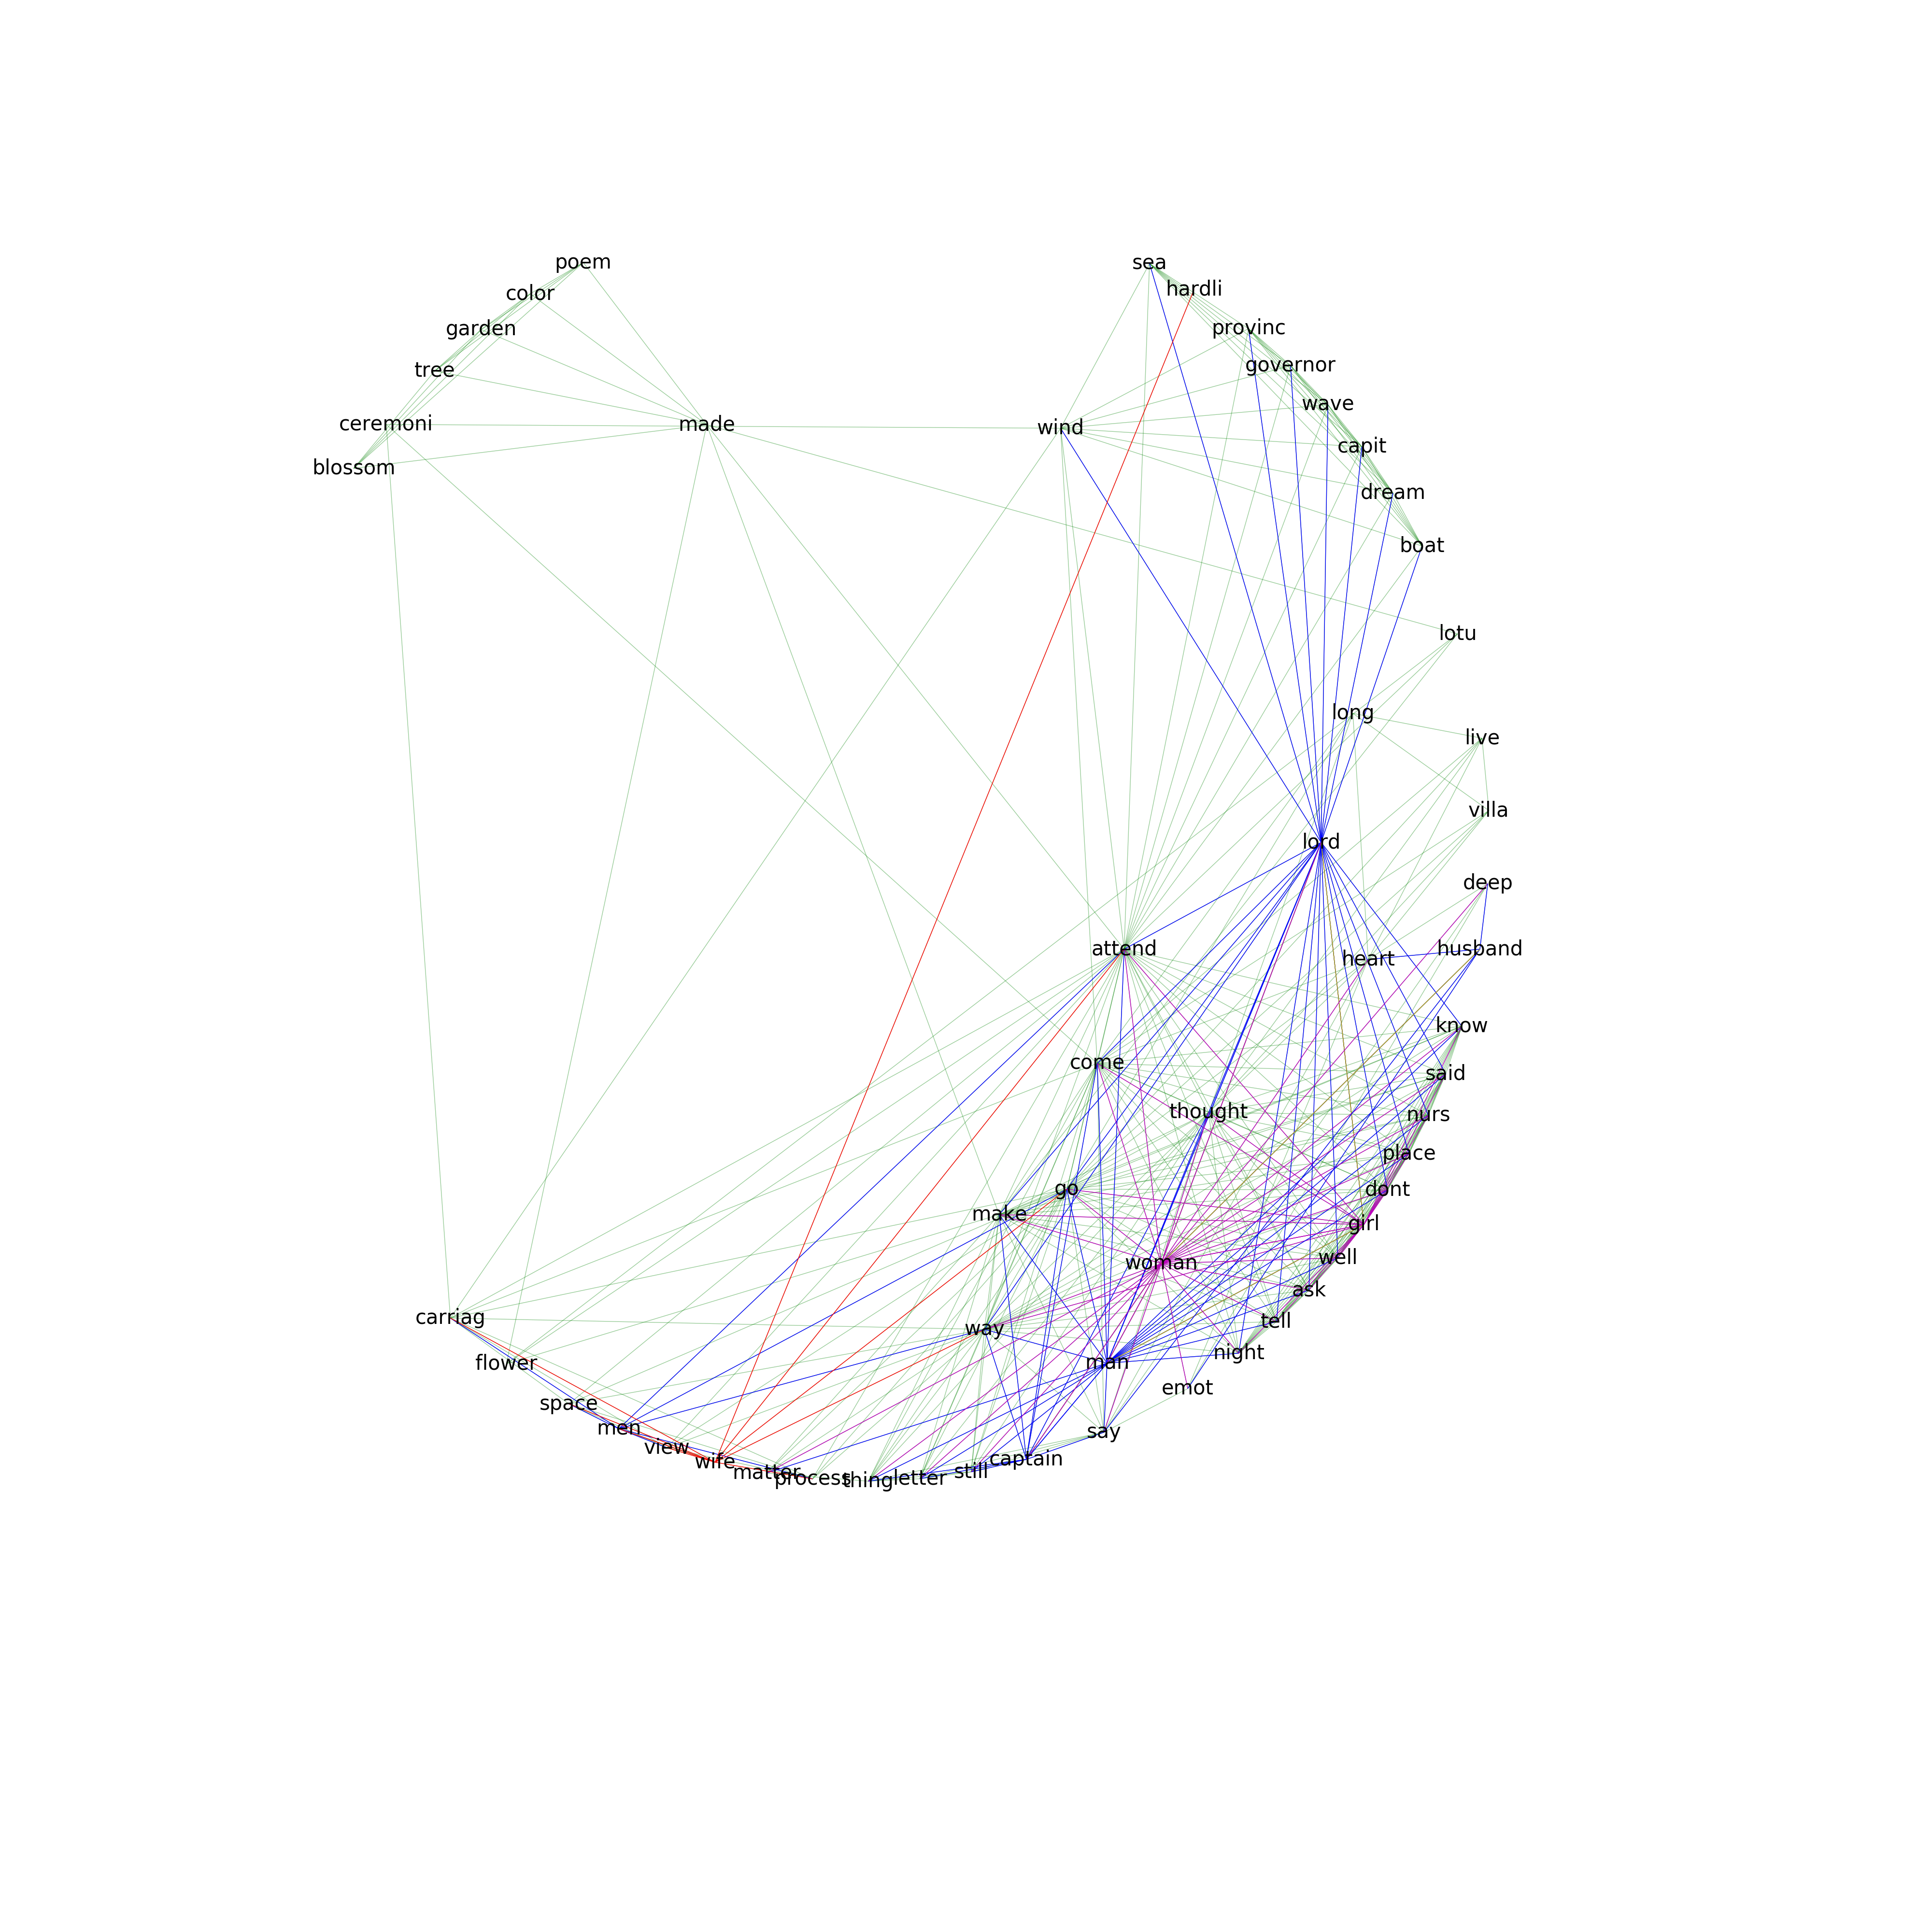 poem
sea
color
hardli
garden
provinc
governor
tree
wave
ceremoni
made
wind
capit
blossom
dream
boat
lotu
long
live
villa
lord
deep
attend
heart
husband
know
come
said
thought
nurs
place
go
dont
make
girl
woman
well
ask
carriag
way
tell
flower
man
night
emot
space
men
say
view
wife
captain
matter
process
thing
letter
still